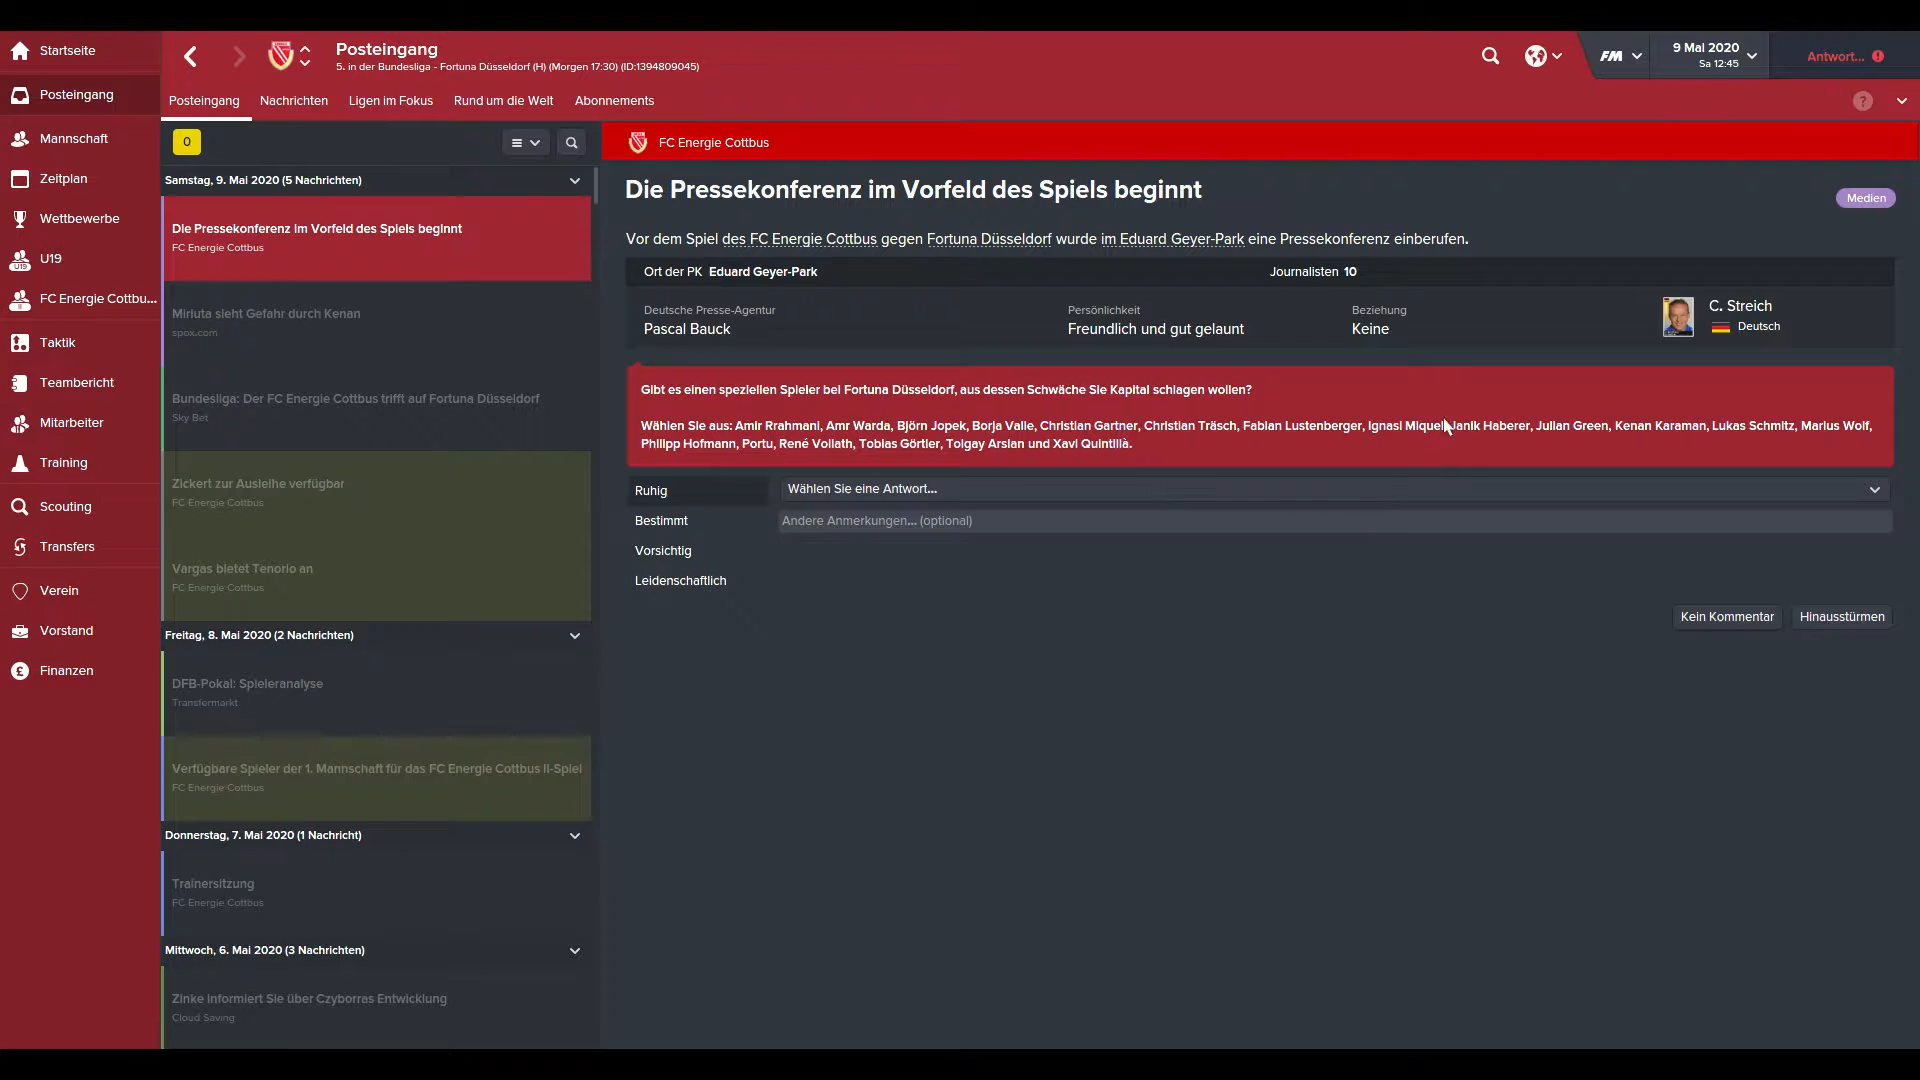 Startseite
Posteingang
Mannschaft
Zeitplan
Wettbewerbe
U19
U19
FC Energie Cottbu...
II
Taktik
Teambericht
Mitarbeiter
Training
Scouting
Transfers
Verein
Vorstand
Finanzen
Posteingang
5. in der Bundesliga - Fortuna Düsseldorf (H) (Morgen 17:30) (ID:1394809045)
FM
9 Mai 2020
Sa 12:45
Antwort...
Posteingang
Nachrichten
Ligen im Fokus
Rund um die Welt
Abonnements
?
0
Samstag, 9. Mai 2020 (5 Nachrichten)
Die Pressekonferenz im Vorfeld des Spiels beginnt
FC Energie Cottbus
Mirluta sieht Gefahr durch Kenan
spox.com
Bundesliga: Der FC Energie Cottbus trifft auf Fortuna Düsseldorf
Sky Bet
Zickert zur Ausleihe verfügbar
FC Energie Cottbus
Vargas bietet Tenorio an
FC Energie Cottbus
Freitag, 8. Mai 2020 (2 Nachrichten)
DFB-Pokal: Spieleranalyse
Transfermarkt
Verfügbare Spieler der 1. Mannschaft für das FC Energie Cottbus II-Spiel
FC Energie Cottbus
Donnerstag, 7. Mai 2020 (1 Nachricht)
Trainersitzung
FC Energie Cottbus
Mittwoch, 6. Mai 2020 (3 Nachrichten)
Zinke informiert Sie über Czyborras Entwicklung
Cloud Saving
FC Energie Cottbus
Die Pressekonferenz im Vorfeld des Spiels beginnt
Medien
Vor dem Spiel des FC Energie Cottbus gegen Fortuna Düsseldorf wurde im Eduard Geyer-Park eine Pressekonferenz einberufen.
Ort der PK Eduard Geyer-Park
Journalisten 10
Deutsche Presse-Agentur
Pascal Bauck
Persönlichkeit
Freundlich und gut gelaunt
Beziehung
Keine
C. Streich
Deutsch
Gibt es einen speziellen Spieler bei Fortuna Düsseldorf, aus dessen Schwäche Sie Kapital schlagen wollen?
Wählen Sie aus: Amir Rrahmani, Amr Warda, Björn Jopek, Borja Valle, Christian Gartner, Christian Träsch, Fabian Lustenberger, Ignasi Miquel, Janik Haberer, Julian Green, Kenan Karaman, Lukas Schmitz, Marius Wolf,
Philipp Hofmann, Portu, René Vollath, Tobias Görtler, Tolgay Arslan und Xavi Quintillà.
Ruhig
Wählen Sie eine Antwort...
Bestimmt
Andere Anmerkungen... (optional)
Vorsichtig
Leidenschaftlich
Kein Kommentar
Hinausstürmen